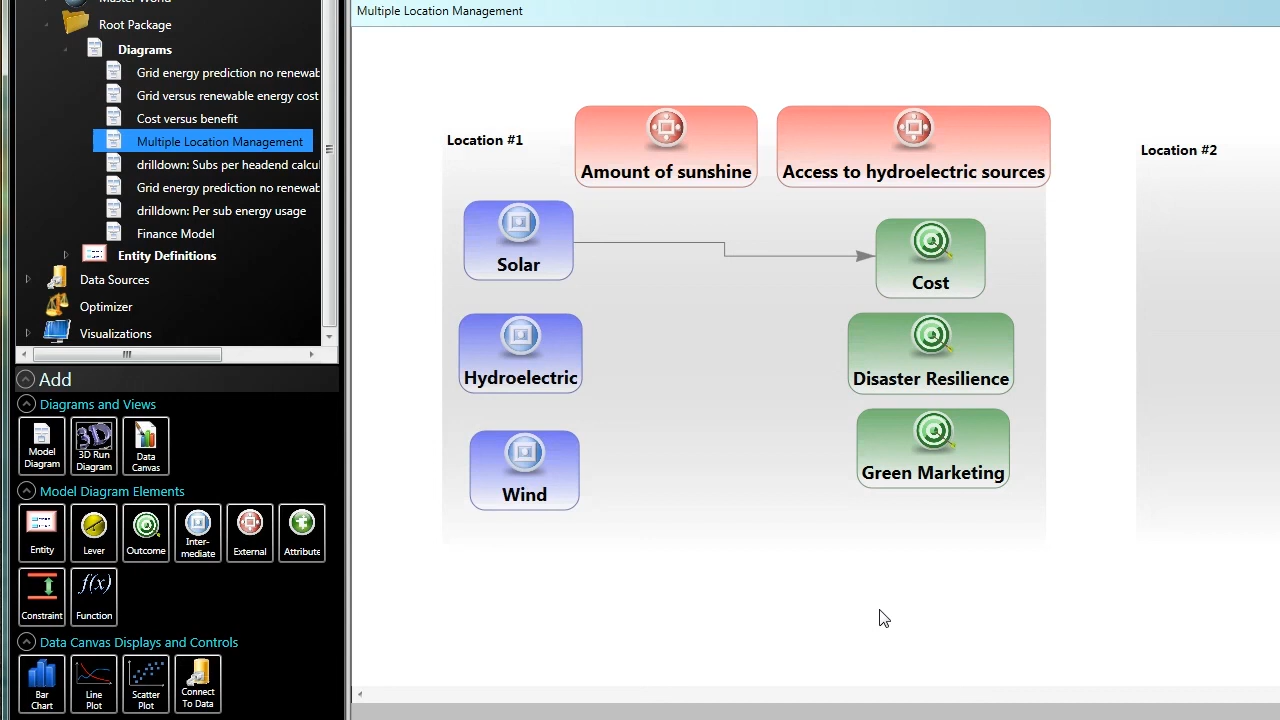 Root Package
Diagrams
Grid energy prediction no
Grid versus renewable energy cost
Cost versus benefit
Multiple Location Management
drilldown: Subs per headend
Grid energy prediction no
drilldown: Per sub energy usage
Finance Model
Entity Definitions
Data Sources
Optimizer
Visualizations
Add
Diagrams and Views
Model Diagram
3D Run Diagram
Data Canvas
Model Diagram Elements
Entity
Lever
Outcome
Inter-
mediate
External
Attribute
Constraint
f(x)
Function
Data Canvas Displays and Controls
Bar Chart
Line Plot
Scatter Plot
Connect To Data
Multiple Location Management
Location #1
Amount of sunshine
Access to hydroelectric sources
Location #2
Solar
Cost
Hydroelectric
Disaster Resilience
Green Marketing
Wind